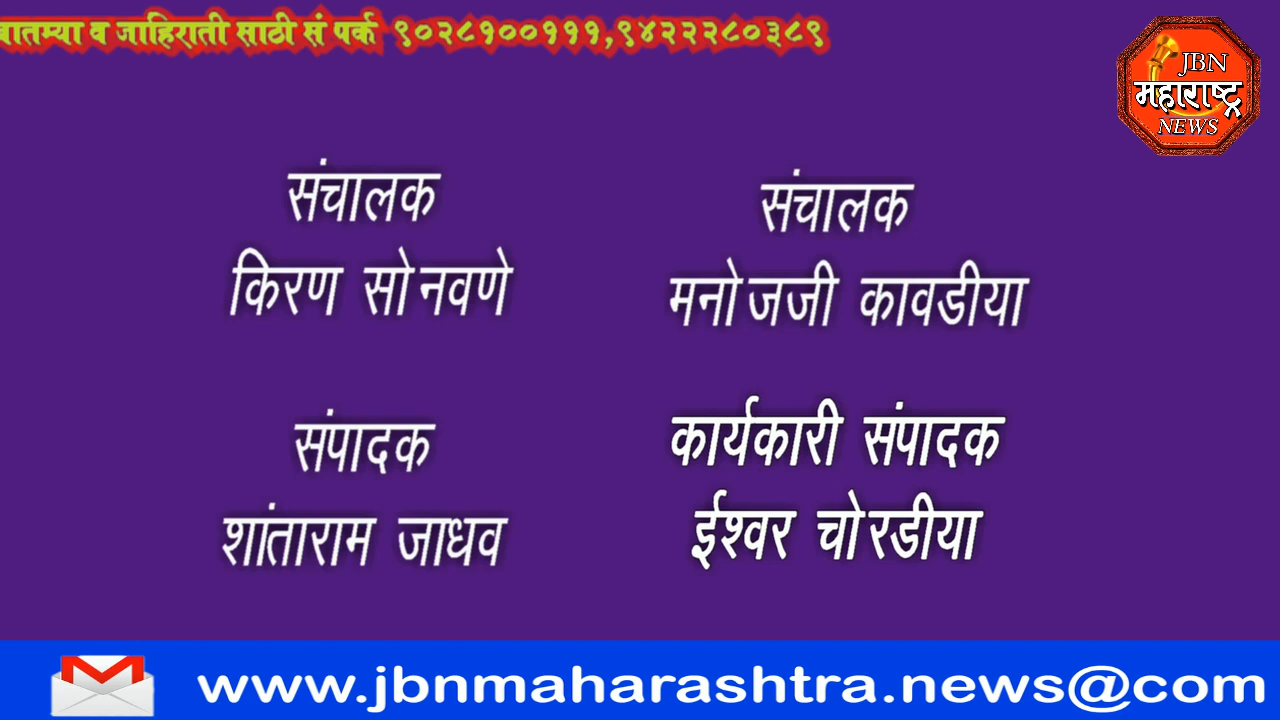 बातम्या व जाहिराती साठी संपर्क ९०२८१००१११,९४२२२८०३८९
JBN
महाराष्ट्र
NEWS
संचालक
किरण सोनवणे
संचालक
मनोजजी कावडीया
संपादक
शांताराम जाधव
कार्यकारी संपादक
ईश्वर चोरडीया
www.jbnmaharashtra.news@com